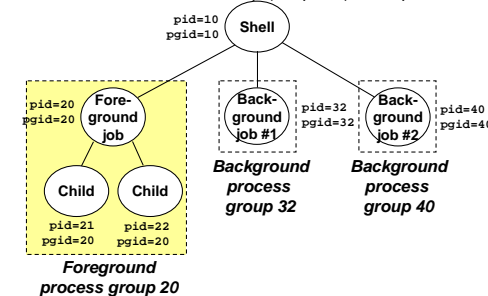 pid=10
pgid=10
Shell
pid=20
pgid=20
Fore-
ground
job
Back-
ground
job #1
pid=32
pgid=32
Back-
ground
job #2
pid=40
pgid=40
Child
Child
pid=21
pgid=20
pid=22
pgid=20
Background
process
group 32
Background
process
group 40
Foreground
process group 20